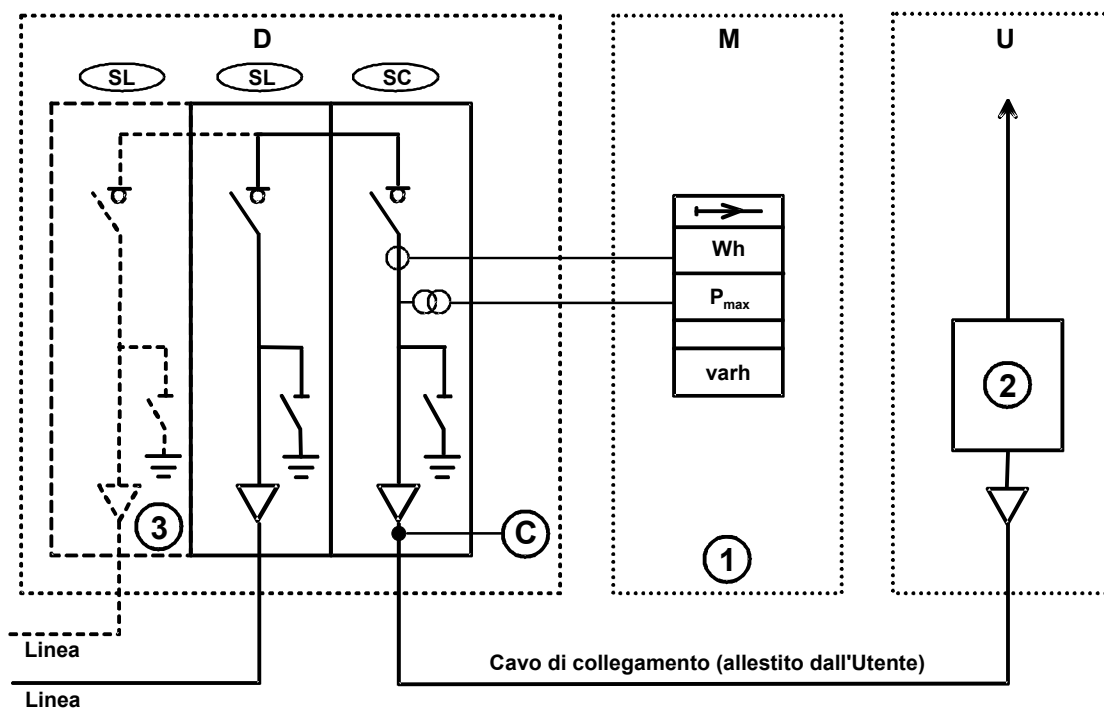 D
M
U
SL
SL
SC
Wh
Pmax
varh
2
3
C
1
Linea
Cavo di collegamento (allestito dall'Utente)
Linea